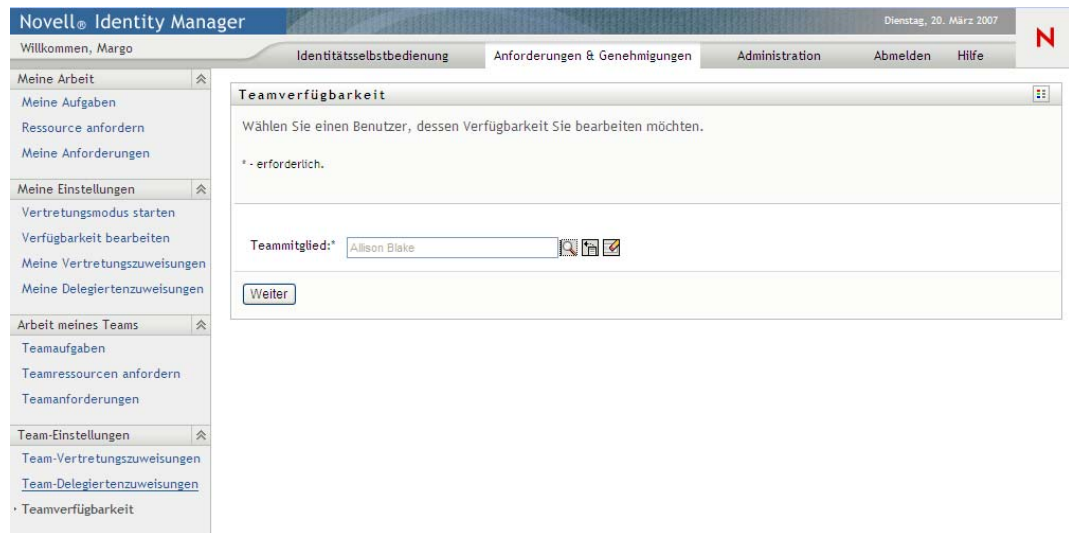 Novell® Identity Manager
Dienstag, 20. März 2007
N
Willkommen, Margo
Identitätsselbstbedienung Anforderungen & Genehmigungen Administration Abmelden Hilfe
Meine Arbeit
Meine Aufgaben
Ressource anfordern
Meine Anforderungen
Meine Einstellungen
Vertretungsmodus starten
Verfügbarkeit bearbeiten
Meine Vertretungszuweisungen
Meine Delegiertenzuweisungen
Arbeit meines Teams
Teamaufgaben
Teamressourcen anfordern
Teamanforderungen
Team-Einstellungen
Team-Vertretungszuweisungen
Team-Delegiertenzuweisungen
· Teamverfügbarkeit
Teamverfügbarkeit
Wählen Sie einen Benutzer, dessen Verfügbarkeit Sie bearbeiten möchten.
* - erforderlich.
Teammitglied:* Allison Blake
Weiter